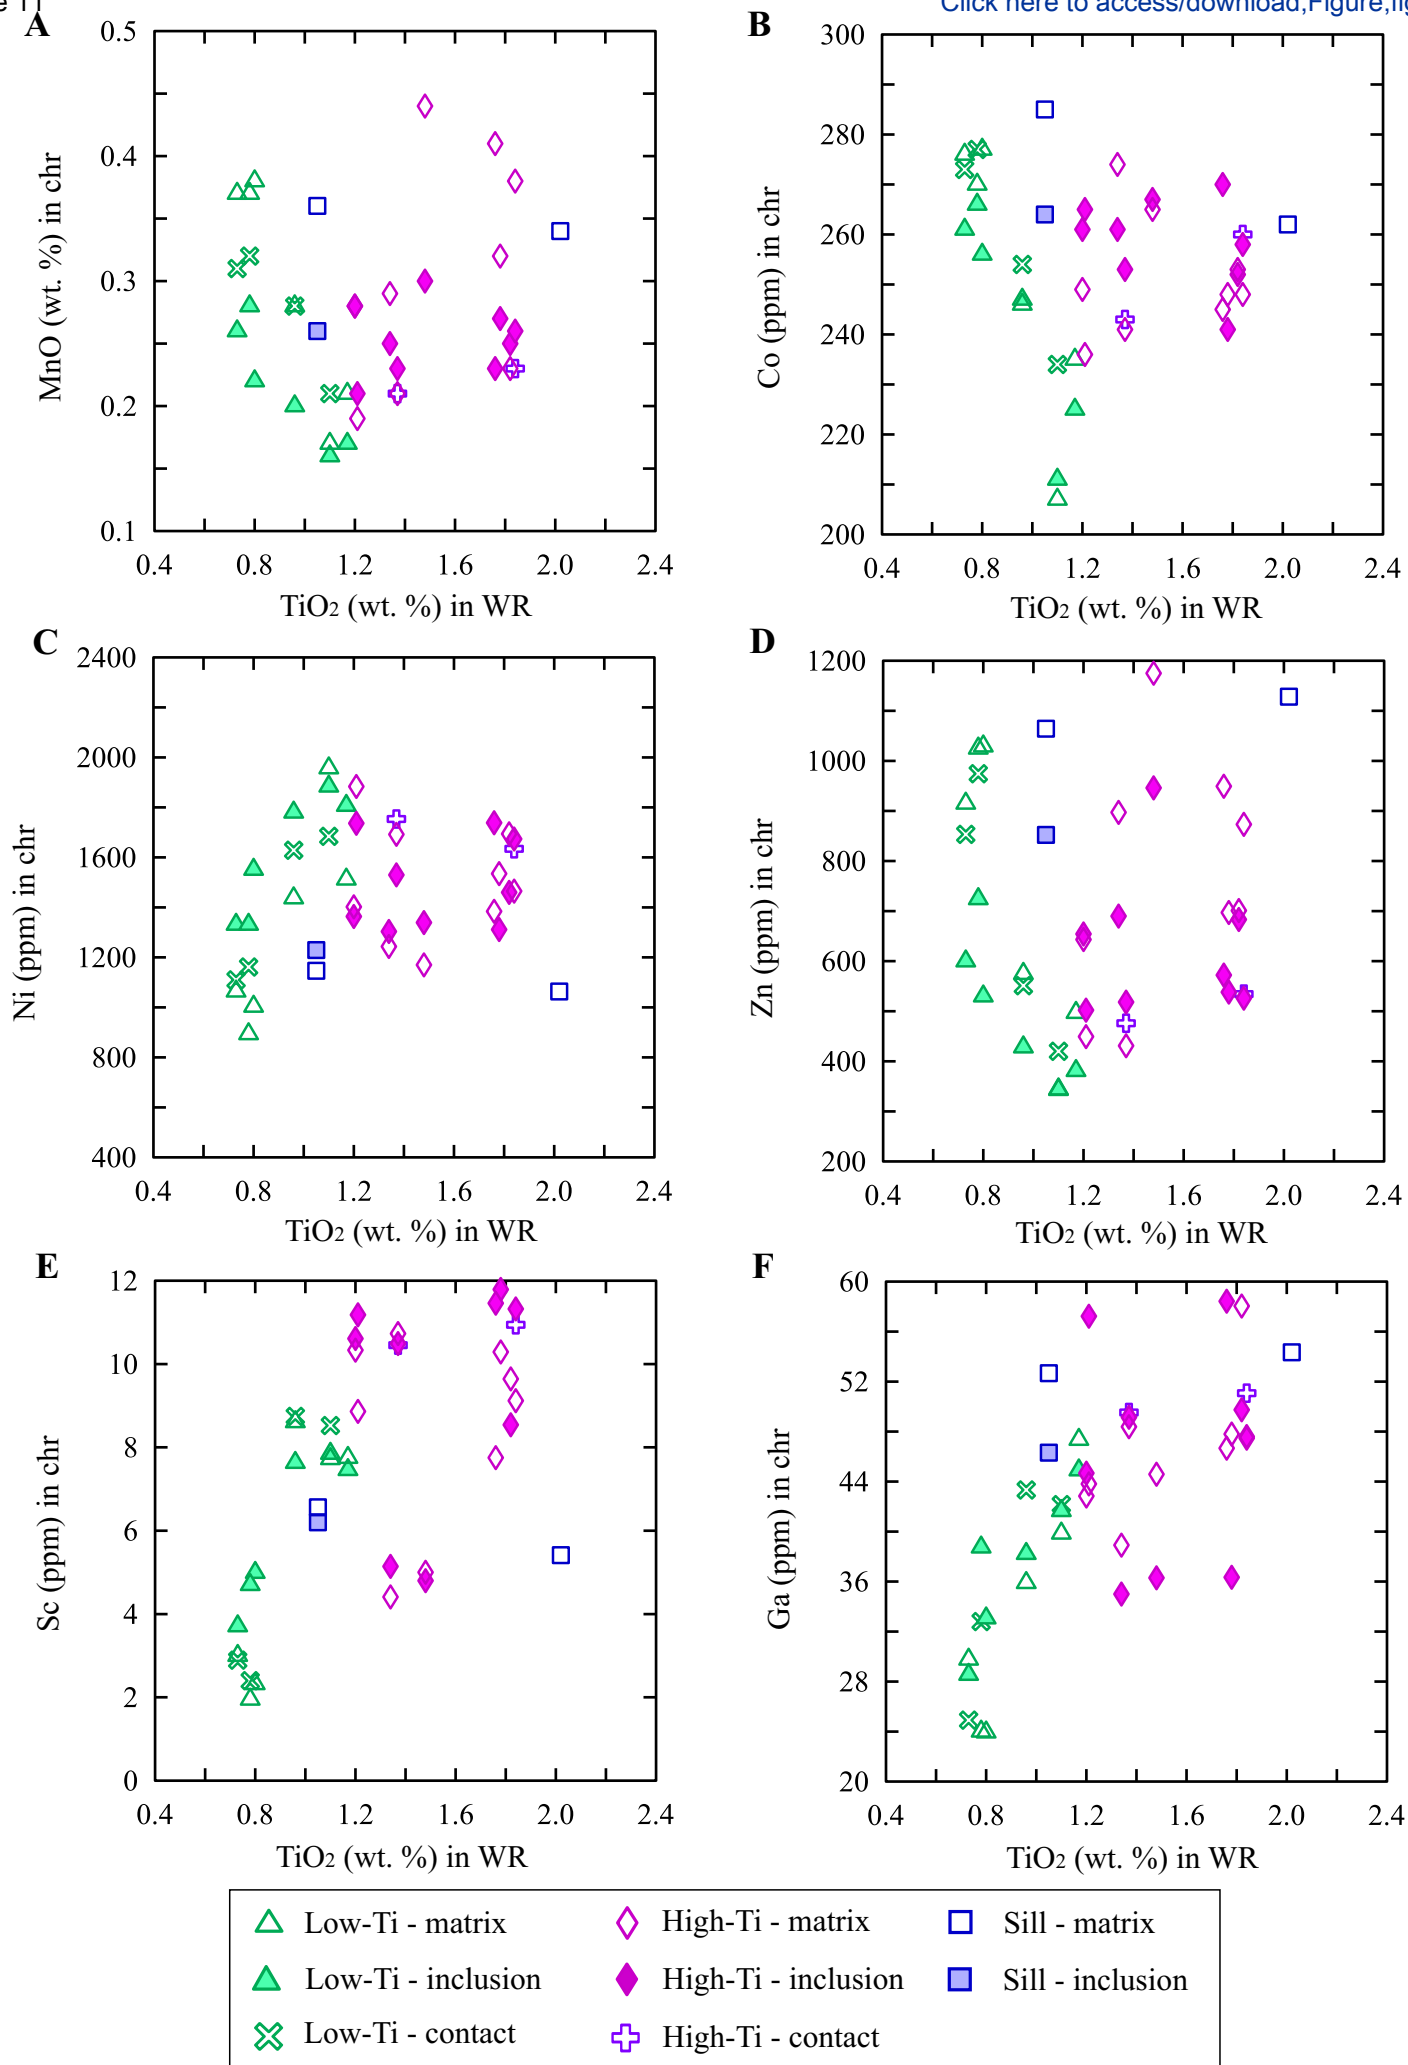 e 11
Click here to access/download,Figure,fig
A
0.5
0.4
0.3
0.2
0.1
MnO (wt. %) in chr
0.4 0.8 1.2 1.6 2.0 2.4
TiO2 (wt. %) in WR
B
300
280
260
240
220
200
Co (ppm) in chr
0.4 0.8 1.2 1.6 2.0 2.4
TiO2 (wt. %) in WR
C
2400
2000
1600
1200
800
400
Ni (ppm) in chr
0.4 0.8 1.2 1.6 2.0 2.4
TiO2 (wt. %) in WR
D
1200
1000
800
600
400
200
Zn (ppm) in chr
0.4 0.8 1.2 1.6 2.0 2.4
TiO2 (wt. %) in WR
E
12
10
8
6
4
2
0
Sc (ppm) in chr
0.4 0.8 1.2 1.6 2.0 2.4
TiO2 (wt. %) in WR
F
60
52
44
36
28
20
Ga (ppm) in chr
0.4 0.8 1.2 1.6 2.0 2.4
TiO2 (wt. %) in WR
Low-Ti - matrix
High-Ti - matrix
Sill - matrix
Low-Ti - inclusion
High-Ti - inclusion
Sill - inclusion
Low-Ti - contact
High-Ti - contact